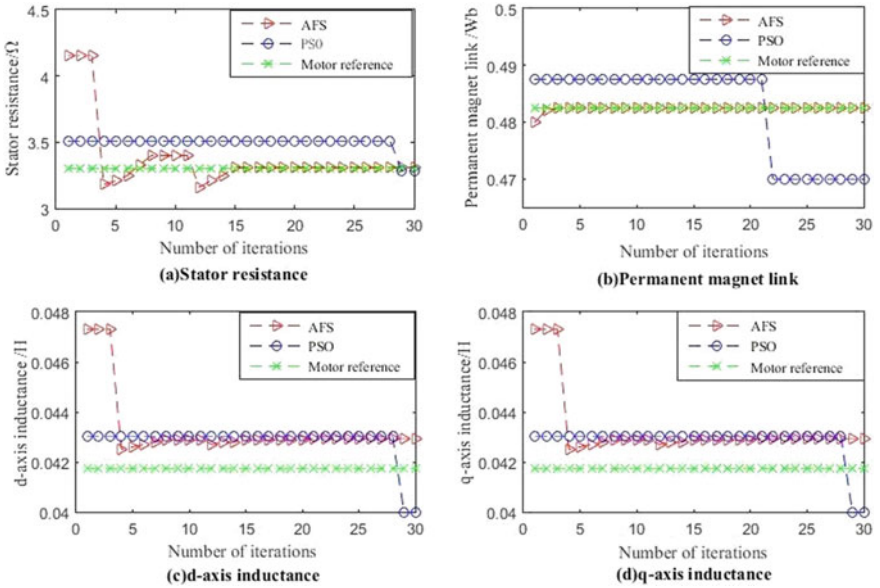 4.5
4
3.5
3
Stator resistance/Ω
AFS
PSO
Motor reference
0 5 10 15 20 25 30
Number of iterations
(a)Stator resistance
0.5
0.49
0.48
0.47
Permanent magnet link /Wb
AFS
PSO
Motor reference
0 5 10 15 20 25 30
Number of iterations
(b)Permanent magnet link
0.048
0.046
0.044
0.042
0.04
d-axis inductance /H
AFS
PSO
Motor reference
0 5 10 15 20 25 30
Number of iterations
(c)d-axis inductance
0.048
0.046
0.044
0.042
0.04
q-axis inductance/H
AFS
PSO
Motor reference
0 5 10 15 20 25 30
Number of iterations
(d)q-axis inductance